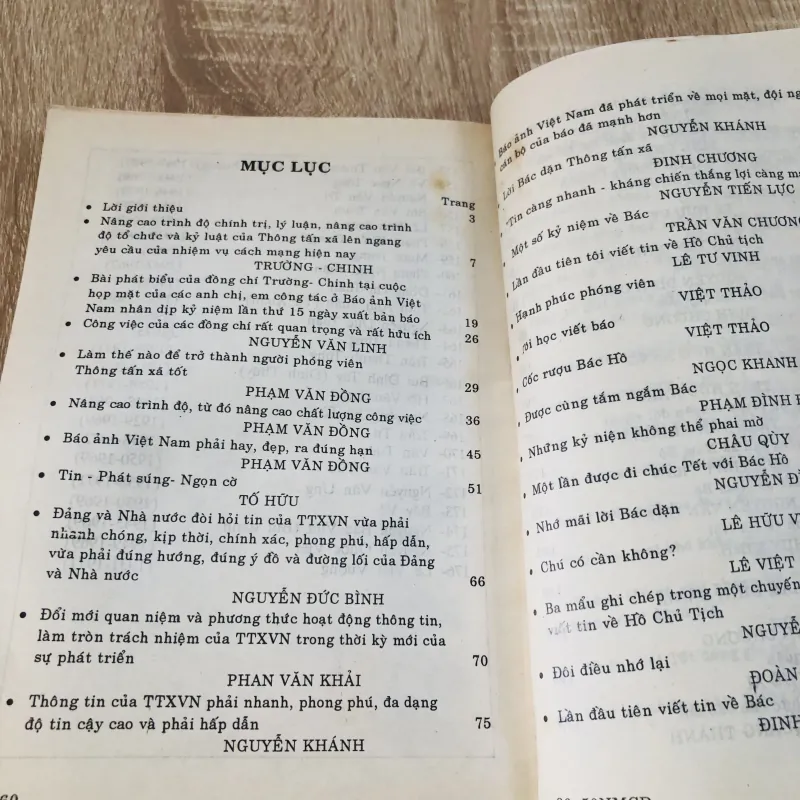 MỤC LỤC
Trang
• Lời giới thiệu 3
• Nâng cao trình độ chính trị, lý luận, nâng cao trình
độ tổ chức và kỷ luật của Thông tấn xã lên ngang
yêu cầu của nhiệm vụ cách mạng hiện nay 7
TRƯỜNG - CHINH
• Bài phát biểu của đồng chí Trường- Chinh tại cuộc
họp mặt của các anh chị, em công tác ở Báo ảnh Việt
Nam nhân dịp kỷ niệm lần thứ 15 ngày xuất bản báo 19
• Công việc của các đồng chí rất quan trọng và rất hữu ích 26
NGUYỄN VĂN LINH
• Làm thế nào để trở thành người phóng viên
Thông tấn xã tốt 29
PHẠM VĂN ĐỒNG
• Nâng cao trình độ, từ đó nâng cao chất lượng công việc 36
PHẠM VĂN ĐỒNG
• Báo ảnh Việt Nam phải hay, đẹp, ra đúng hạn 45
PHẠM VĂN ĐỒNG
• Tin - Phát súng- Ngọn cờ 51
TỐ HỮU
• Đảng và Nhà nước đòi hỏi tin của TTXVN vừa phải
nhanh chóng, kịp thời, chính xác, phong phú, hấp dẫn,
vừa phải đúng hướng, đúng ý đồ và đường lối của Đảng
và Nhà nước 66
NGUYỄN ĐỨC BÌNH
• Đổi mới quan niệm và phương thức hoạt động thông tin,
làm tròn trách nhiệm của TTXVN trong thời kỳ mới của
sự phát triển 70
PHAN VĂN KHẢI
• Thông tin của TTXVN phải nhanh, phong phú, đa dạng
độ tin cậy cao và phải hấp dẫn 75
NGUYỄN KHÁNH
• Báo ảnh Việt Nam đã phát triển về mọi mặt, đội
cán bộ của báo đã mạnh hơn
NGUYỄN KHÁNH
• Lời Bác dặn Thông tấn xã
ĐINH CHƯƠNG
• "Tin càng nhanh - kháng chiến thắng lợi càng
NGUYỄN TIẾN LỰC
• Một số kỷ niệm về Bác
TRẦN VĂN CHƯƠNG
• Lần đầu tiên tôi viết tin về Hồ Chủ tịch
LÊ TƯ VINH
• Hạnh phúc phóng viên
VIỆT THẢO
• Tôi học viết báo
VIỆT THẢO
• Cốc rượu Bác Hồ
NGỌC KHANH
• Được cùng tắm ngắm Bác
PHẠM ĐÌNH
• Những kỷ niện không thể phai mờ
CHÂU QÙY
• Một lần được đi chúc Tết với Bác Hồ
NGUYỄN
• Nhớ mãi lời Bác dặn
LÊ HỮU
• Chú có cần không?
LÊ VIỆT
• Ba mẩu ghi chép trong một chuyến
viết tin về Hồ Chủ Tịch
• Đôi điều nhớ lại
ĐOÀN
• Lần đầu tiên viết tin về Bác
ĐINH